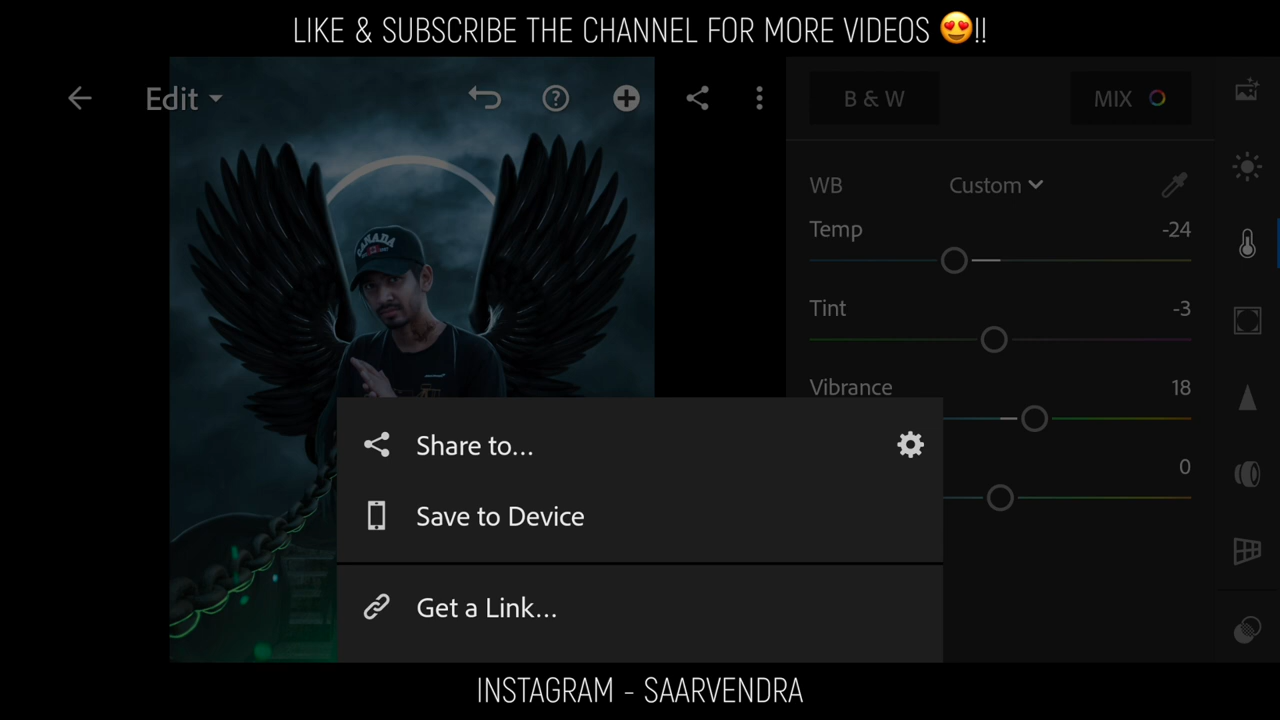 LIKE & SUBSCRIBE THE CHANNEL FOR MORE VIDEOS 😍!!
Edit
B & W
MIX
WB
Custom
Temp
-24
CANADA
Tint
-3
Vibrance
18
0
Share to...
Save to Device
Get a Link...
INSTAGRAM - SAARVENDRA